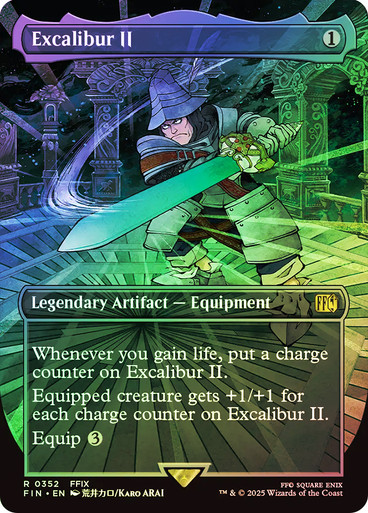 Excalibur II
1
Legendary Artifact — Equipment
Whenever you gain life, put a charge
counter on Excalibur II.
Equipped creature gets +1/+1 for
each charge counter on Excalibur II.
Equip 3
R 0352 FFIX
FIN • EN 荒井カロ/KARO ARAI
FF© SQUARE ENIX
™ & © 2025 Wizards of the Coast